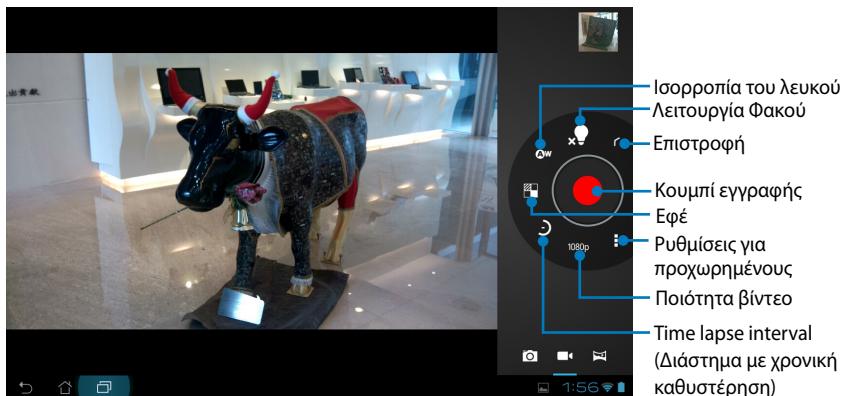 Ισορροπία του λευκού
Λειτουργία Φακού
Επιστροφή
Κουμπί εγγραφής
Εφέ
Ρυθμίσεις για
προχωρημένους
Ποιότητα βίντεο
Time lapse interval
(Διάστημα με χρονική
καθυστέρηση)
AW
1080p
1:56